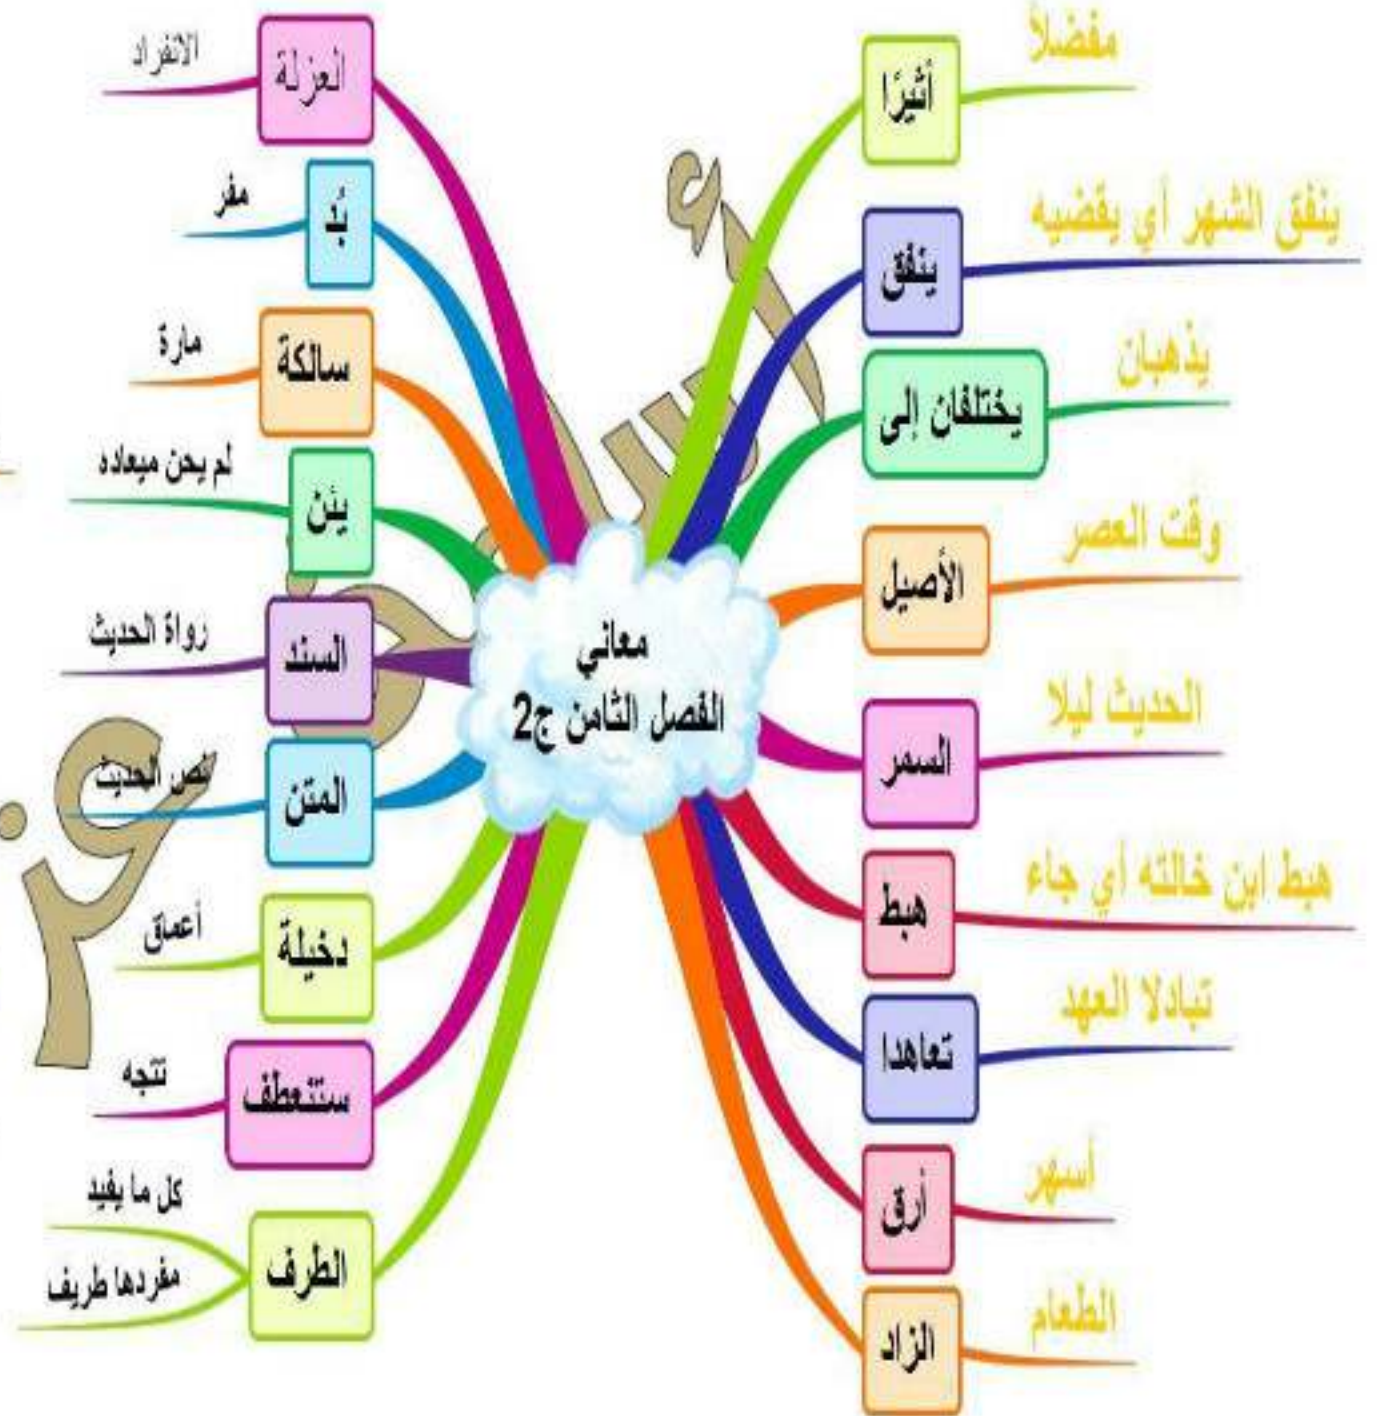 معاني
الفصل الثامن ج2
أثيرًا
مفضلاً
ينفق
ينفق الشهر أي يقضيه
يختلفان إلى
يذهبان
الأصيل
وقت العصر
السمر
الحديث ليلا
هبط
هبط ابن خالته أي جاء
تعاهدا
تبادلا العهد
أرق
أسهر
الزاد
الطعام
العزلة
الانفراد
بُد
مفر
سالكة
مارة
يئن
لم يحن ميعاده
السند
رواة الحديث
المتن
نص الحديث
دخيلة
أعماق
ستنعطف
تتجه
الطرف
كل ما يفيد
مفردها طريف